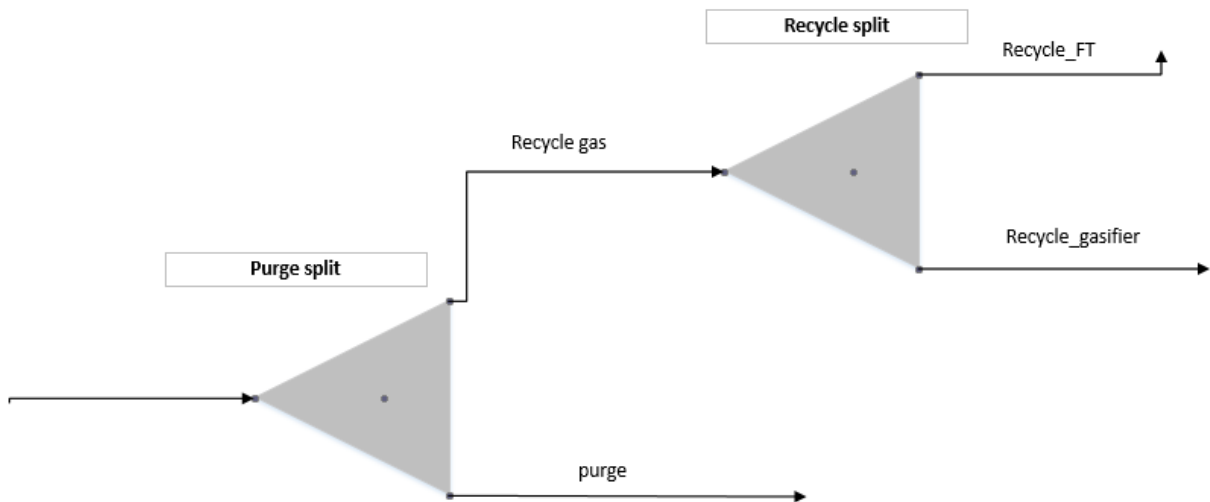 Recycle split
Recycle_FT
Recycle gas
Recycle_gasifier
Purge split
purge